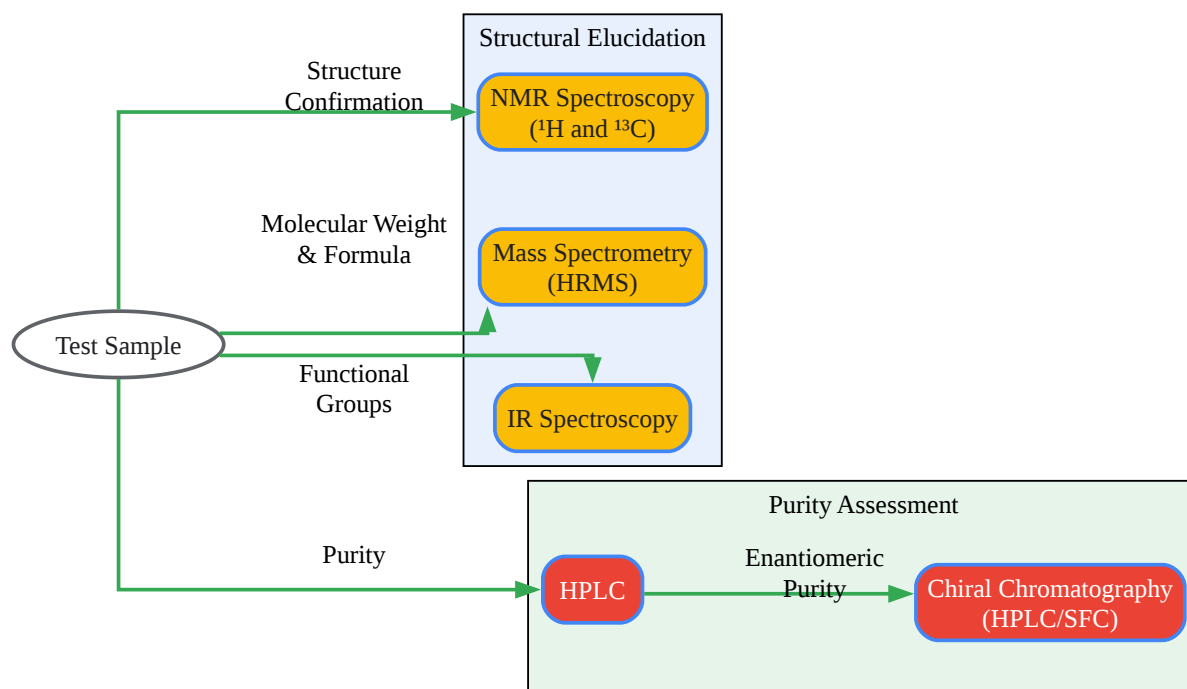 Structural Elucidation
Structure
Confirmation
NMR Spectroscopy
(¹H and ¹³C)
Molecular Weight
& Formula
Mass Spectrometry
(HRMS)
Test Sample
Functional
Groups
IR Spectroscopy
Purity Assessment
Purity
HPLC
Enantiomeric
Purity
Chiral Chromatography
(HPLC/SFC)